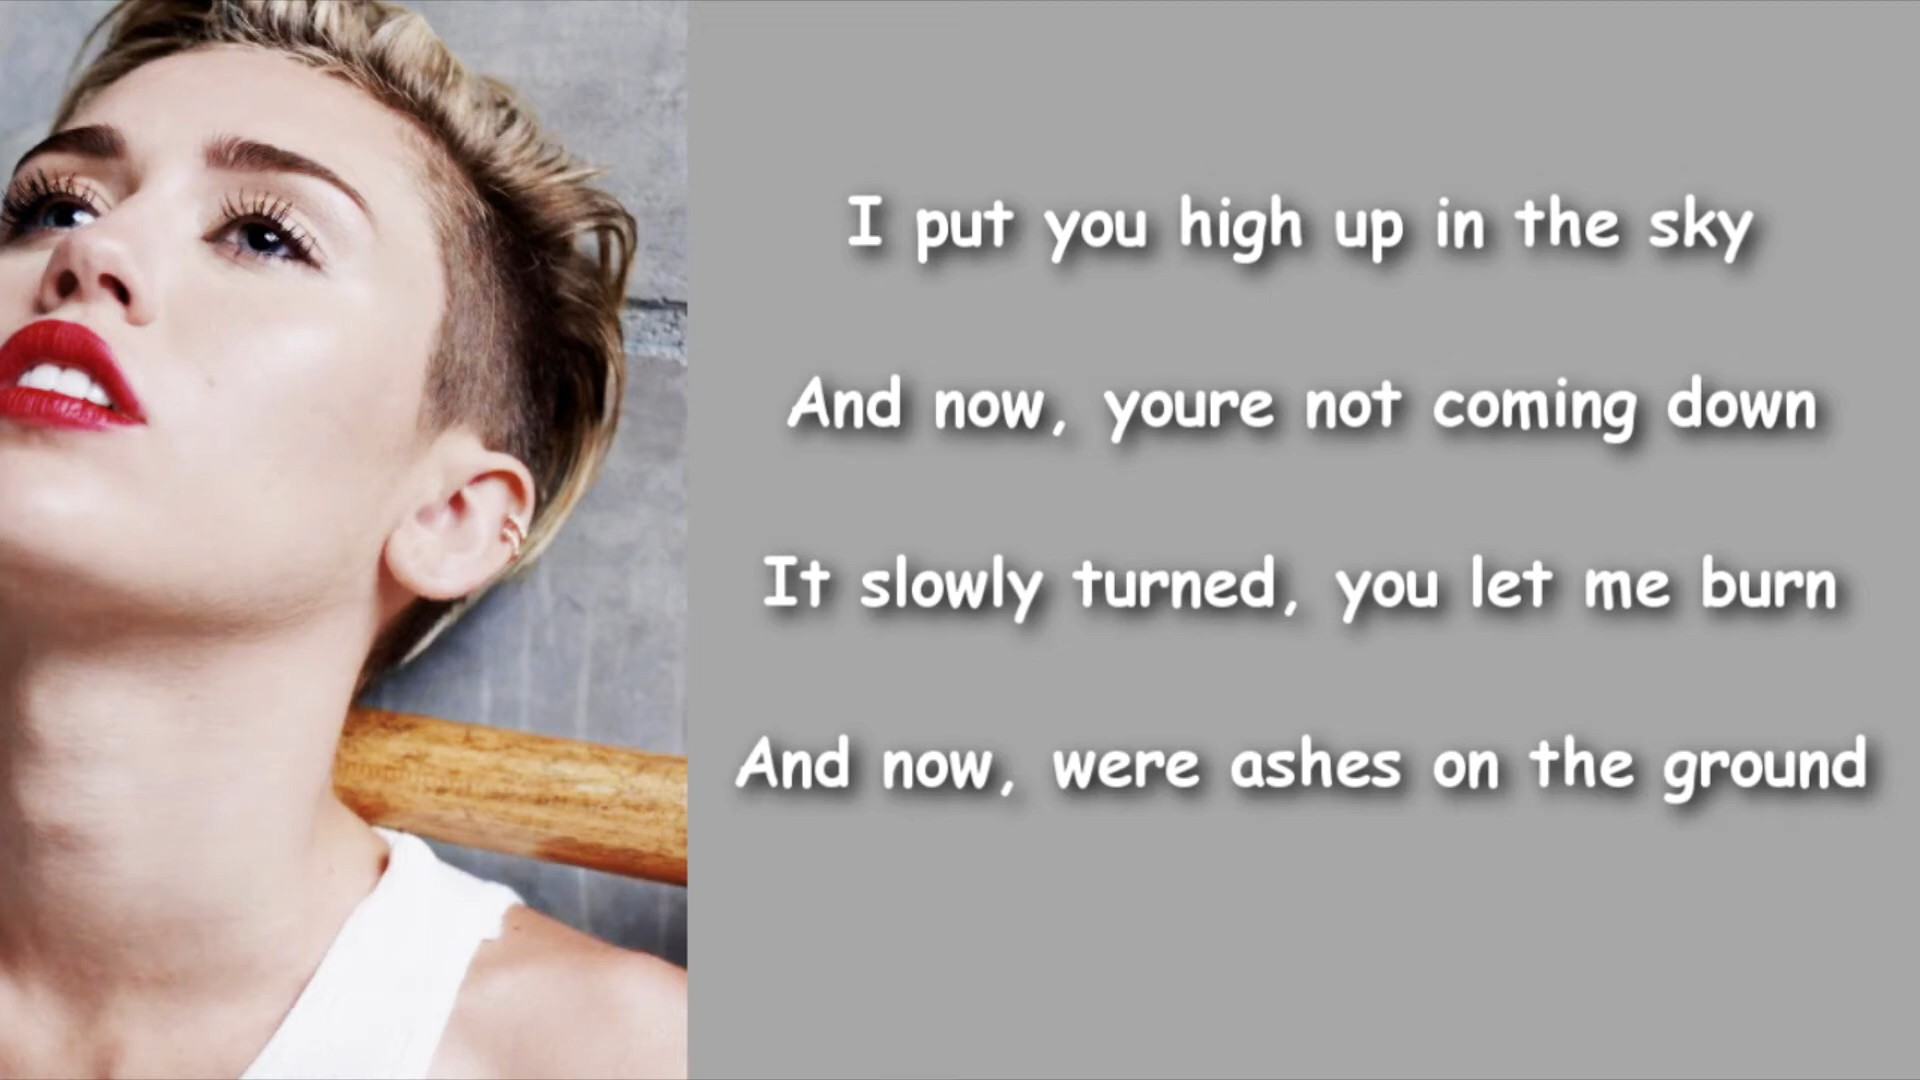 I put you high up in the sky
And now, youre not coming down
It slowly turned, you let me burn
And now, were ashes on the ground